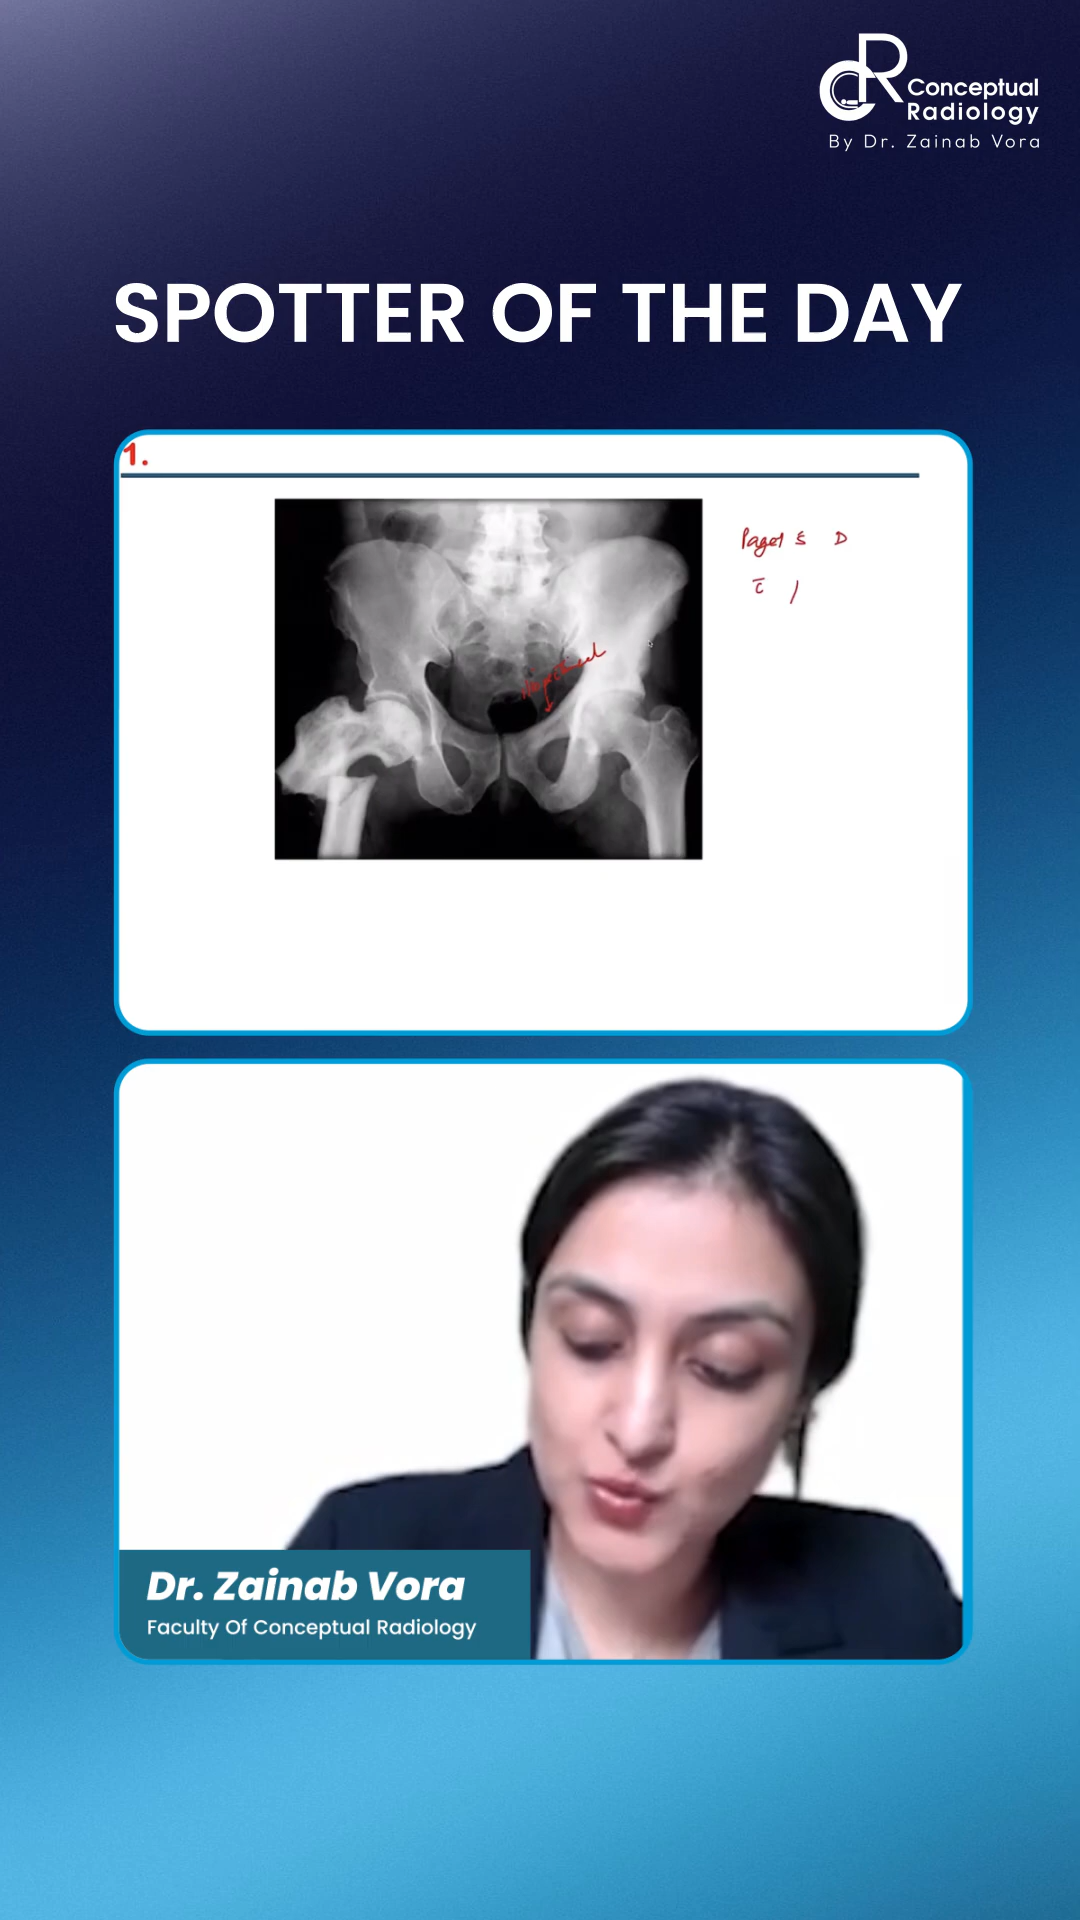 CR Conceptual
Radiology
By Dr. Zainab Vora
SPOTTER OF THE DAY
1.
Paget's D
c̄
Dr. Zainab Vora
Faculty Of Conceptual Radiology